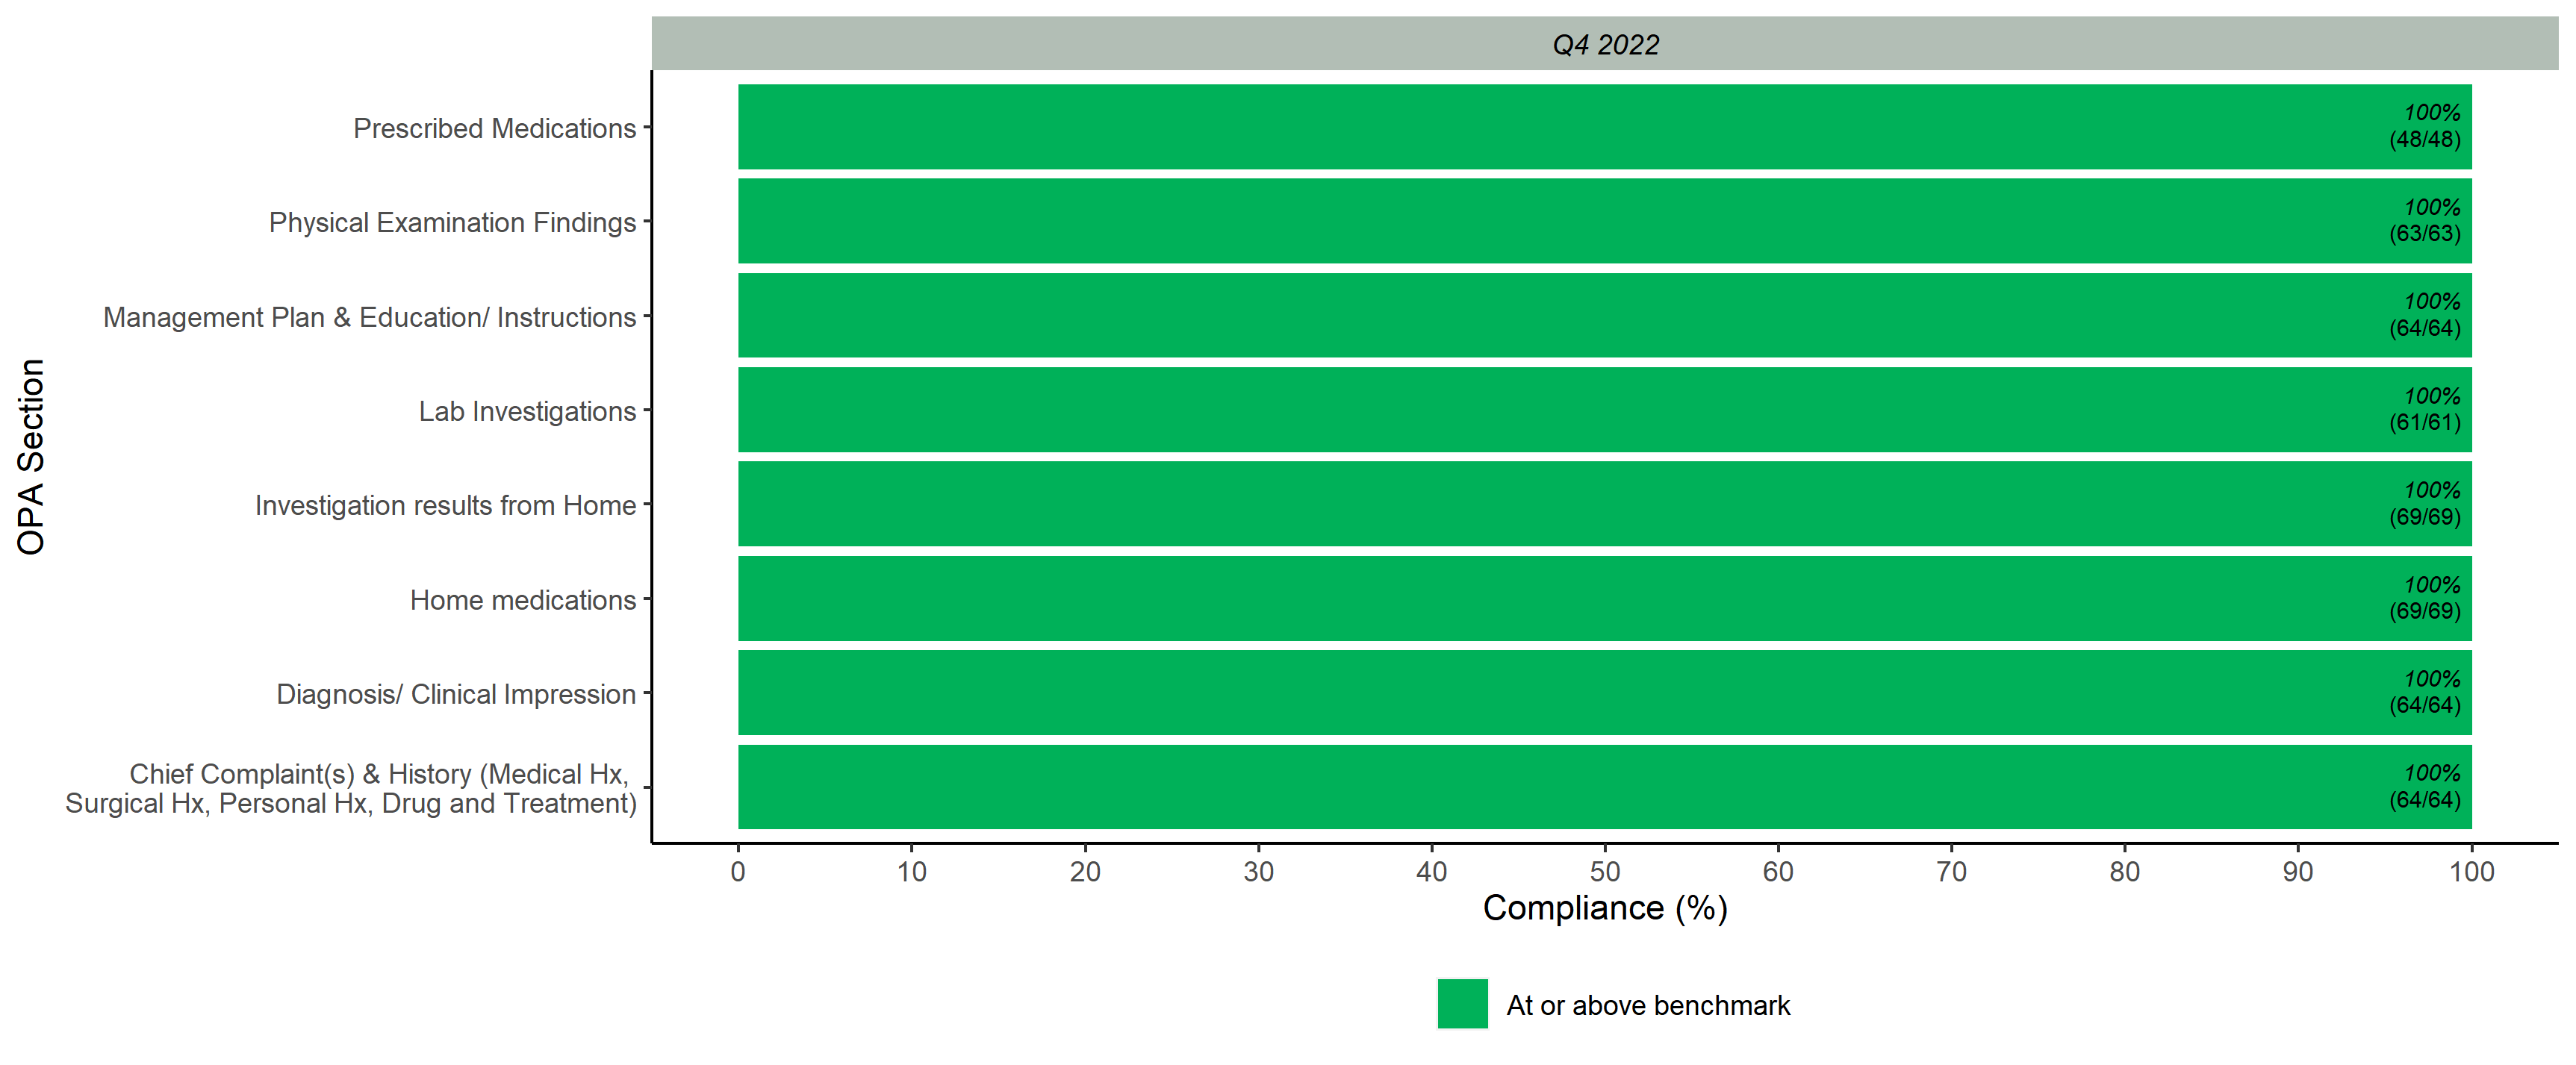 Q4 2022
OPA Section
Prescribed Medications
100%
(48/48)
Physical Examination Findings
100%
(63/63)
Management Plan & Education/ Instructions
100%
(64/64)
Lab Investigations
100%
(61/61)
Investigation results from Home
100%
(69/69)
Home medications
100%
(69/69)
Diagnosis/ Clinical Impression
100%
(64/64)
Chief Complaint(s) & History (Medical Hx,
Surgical Hx, Personal Hx, Drug and Treatment)
100%
(64/64)
0 10 20 30 40 50 60 70 80 90 100
Compliance (%)
At or above benchmark